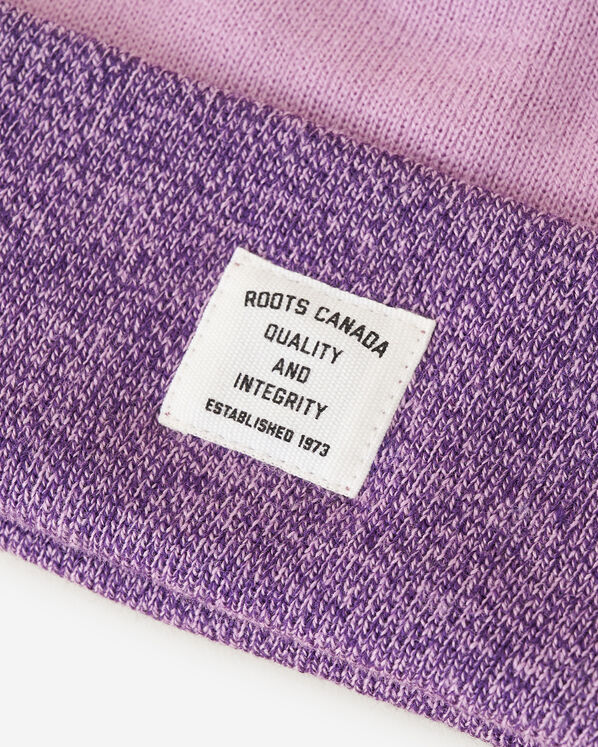 ROOTS CANADA
QUALITY
AND
INTEGRITY
ESTABLISHED 1973